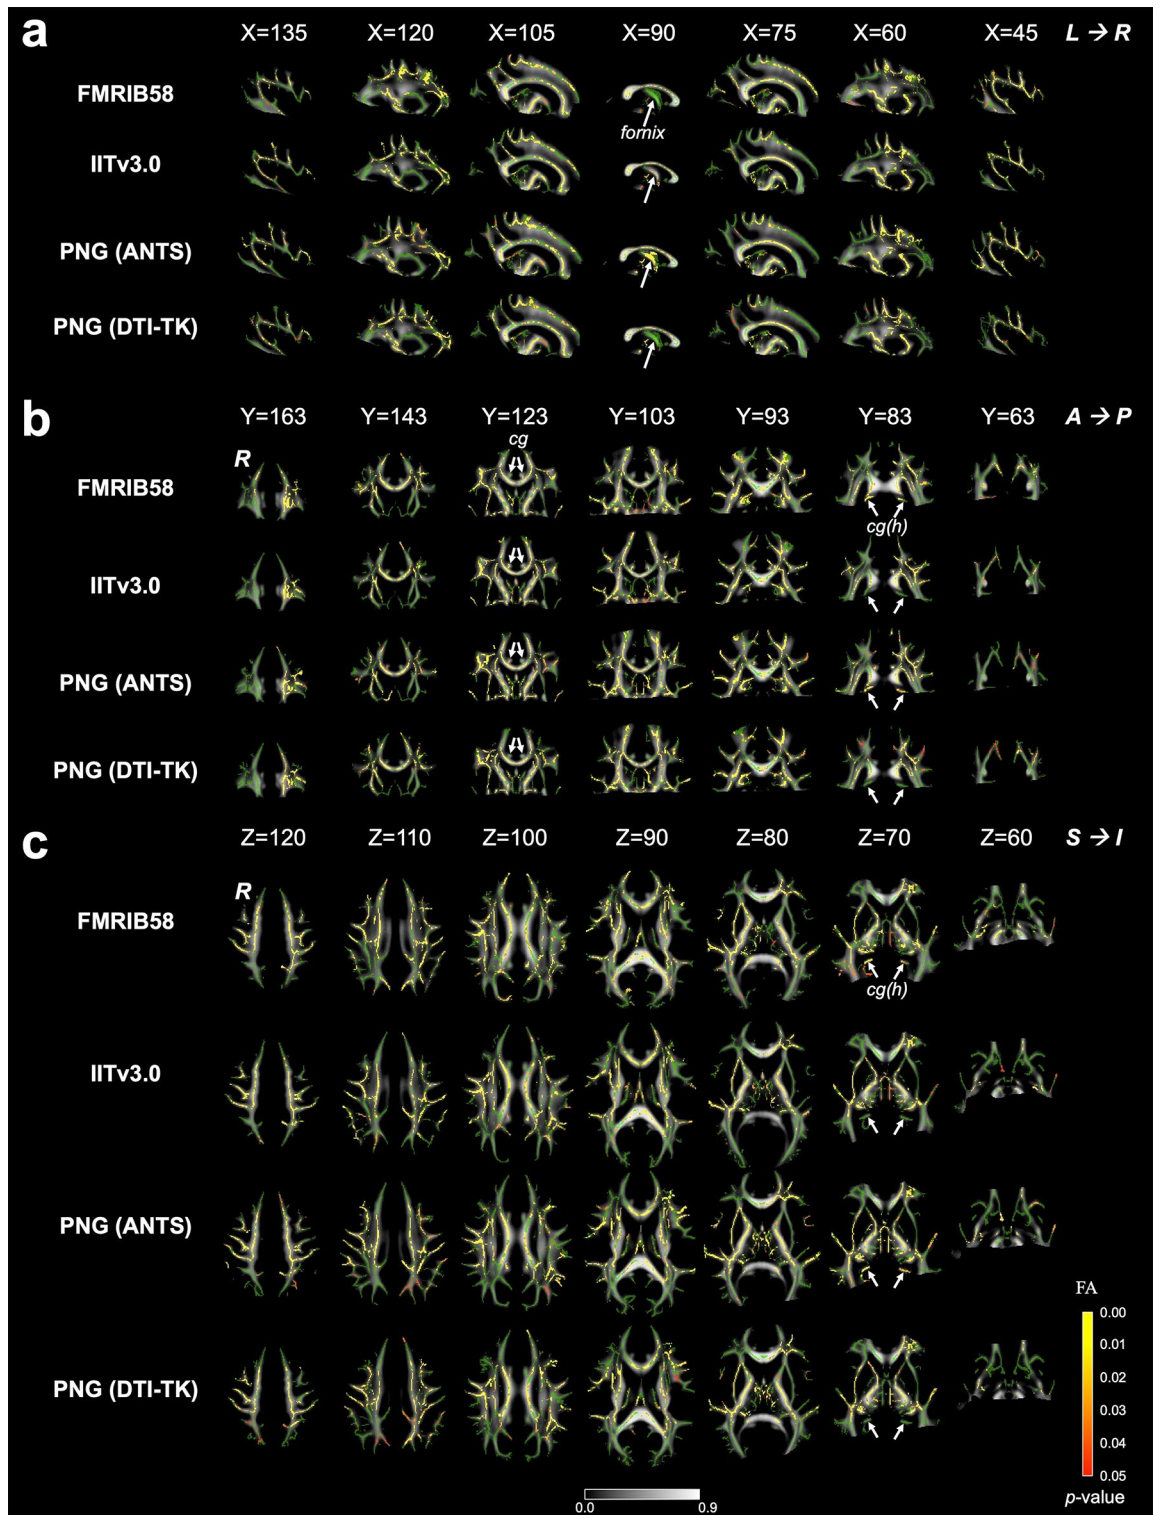 a X=135 X=120 X=105 X=90 X=75 X=60 X=45 L → R
FMRIB58
fornix
IITv3.0
PNG (ANTS)
PNG (DTI-TK)
b Y=163 Y=143 Y=123 Y=103 Y=93 Y=83 Y=63 A → P
cg
R
FMRIB58
cg(h)
IITv3.0
PNG (ANTS)
PNG (DTI-TK)
c Z=120 Z=110 Z=100 Z=90 Z=80 Z=70 Z=60 S → I
R
FMRIB58
cg(h)
IITv3.0
PNG (ANTS)
FA
0.00
0.01
0.02
0.03
0.04
0.05
p-value
PNG (DTI-TK)
0.0 0.9